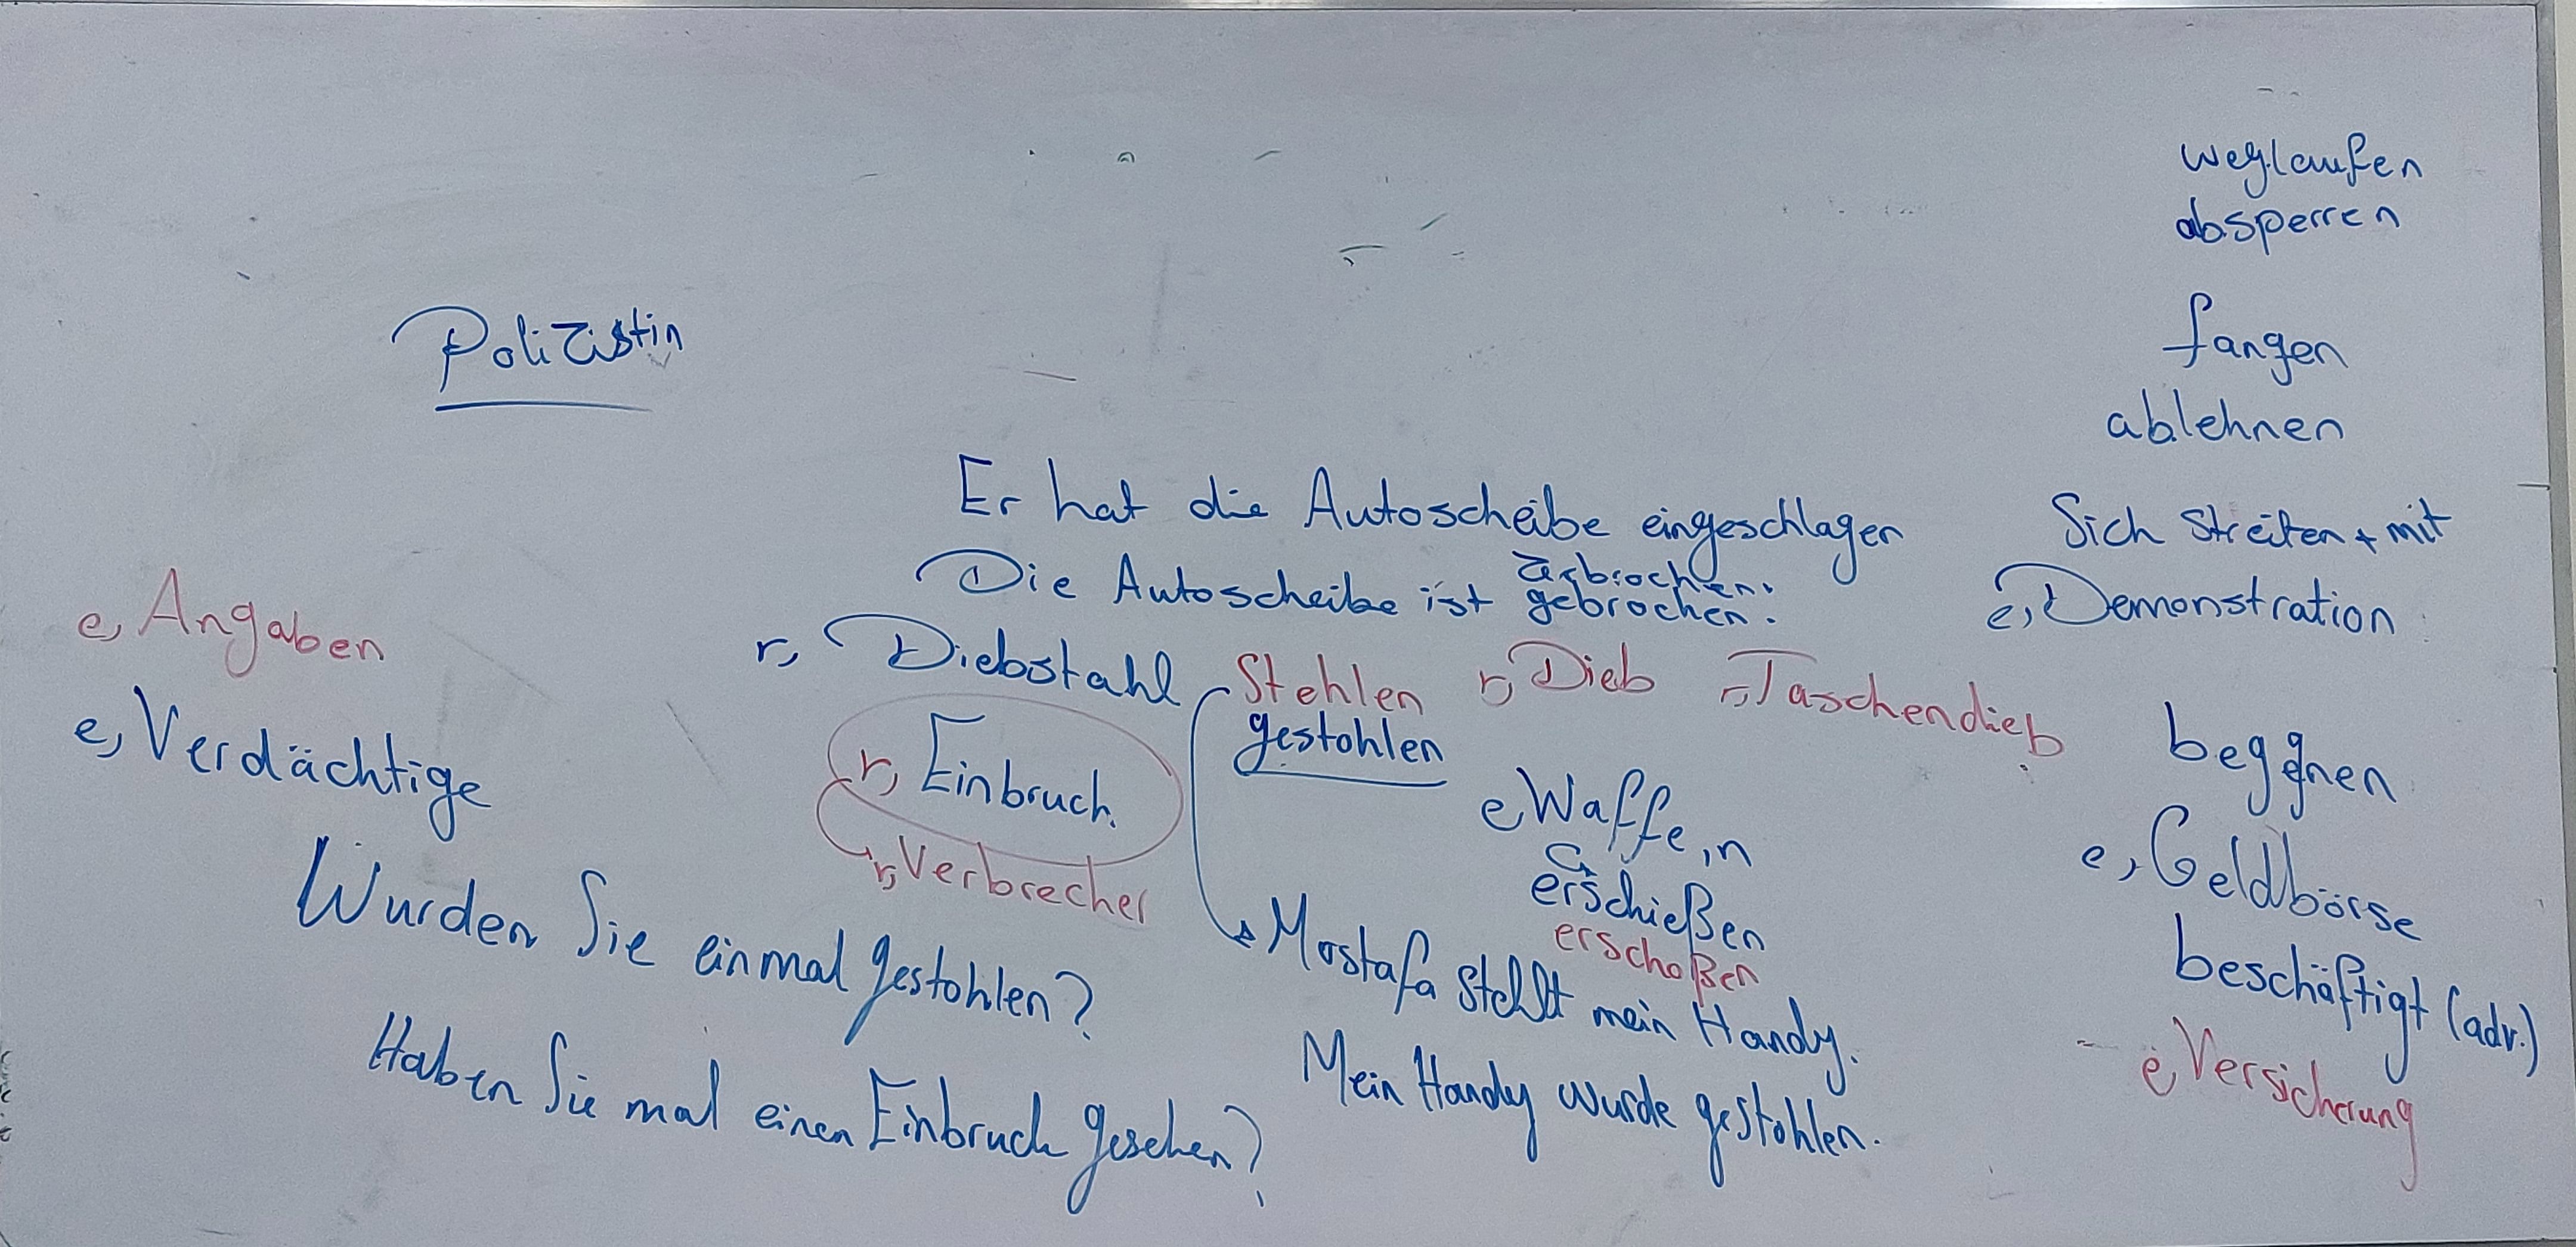 weglaufen
absperren
Polizistin
fangen
ablehnen
Er hat die Autoscheibe eingeschlagen
Sich streiten + mit
zerbrochen.
Die Autoscheibe ist gebrochen.
e, Demonstration
e, Angaben
r, Diebstahl
Stehlen r, Dieb r, Taschendieb
gestohlen
e, Verdächtige
r, Einbruch.
r, Verbrecher
e Waffe, n
erschießen
erschoßen
begegnen
e, Geldbörse
beschäftigt (adv.)
e Versicherung
Wurden Sie einmal gestohlen?
Mostafa stehlt mein Handy.
Haben Sie mal einen Einbruch gesehen?
Mein Handy wurde gestohlen.